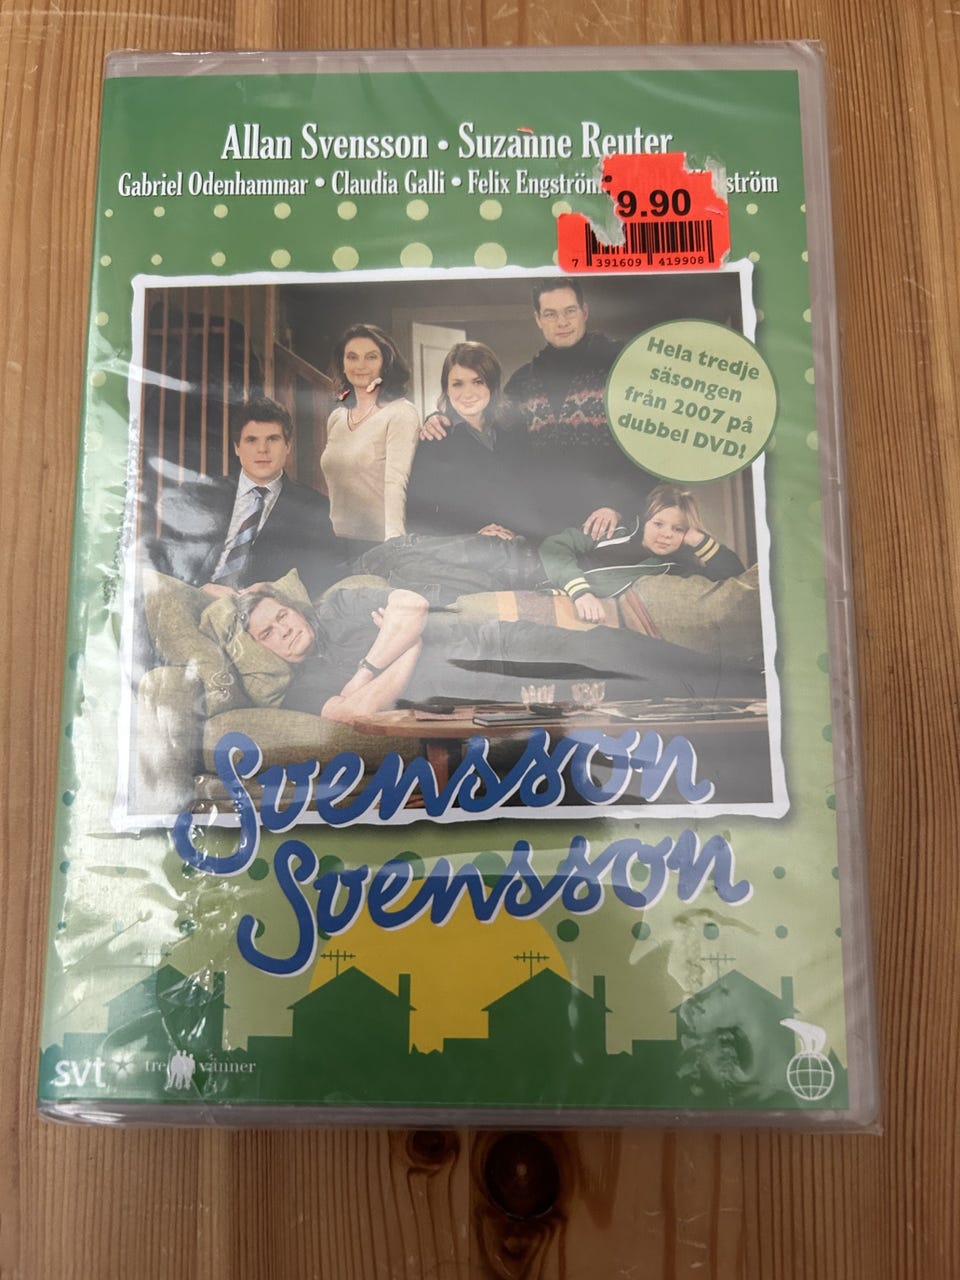 Allan Svensson • Suzanne Reuter
Gabriel Odenhammar • Claudia Galli • Felix Engström
9.90
7 391609 419908
Hela tredje
säsongen
från 2007 på
dubbel DVD!
Svensson
Svensson
svt
tre vänner